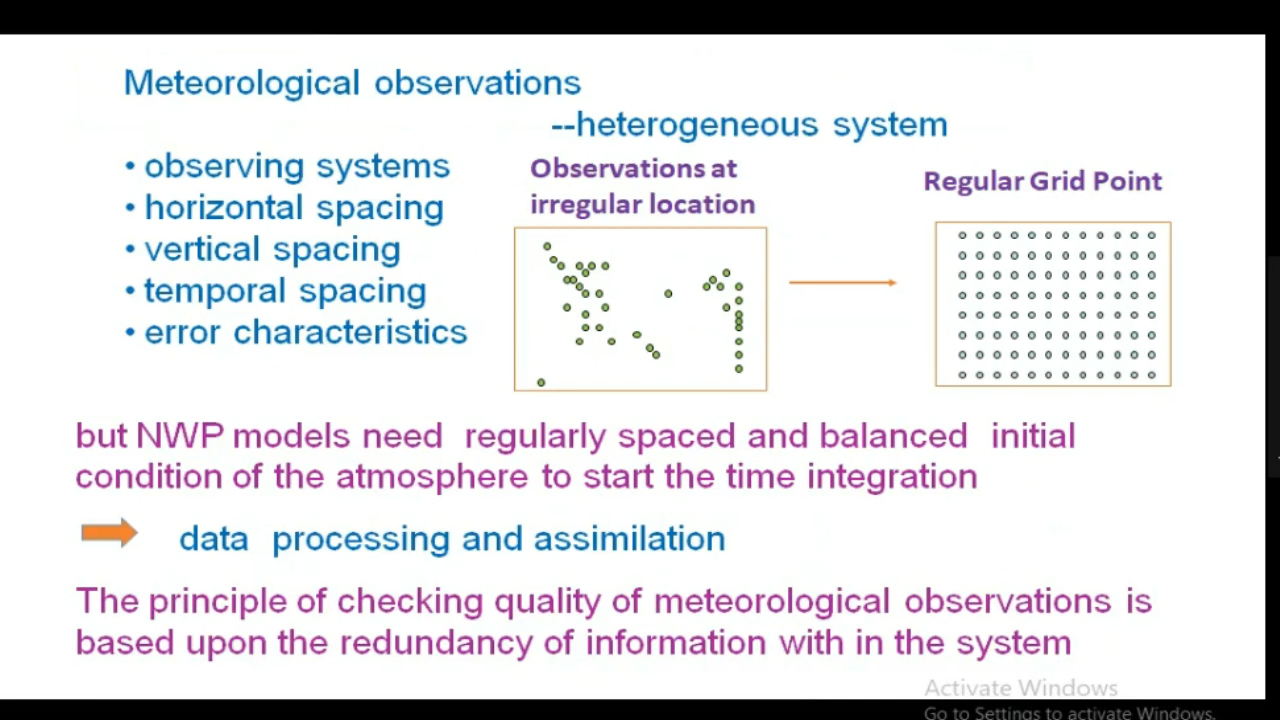 Meteorological observations
--heterogeneous system
• observing systems
• horizontal spacing
• vertical spacing
• temporal spacing
• error characteristics
Observations at
irregular location
Regular Grid Point
but NWP models need regularly spaced and balanced initial
condition of the atmosphere to start the time integration
data processing and assimilation
The principle of checking quality of meteorological observations is
based upon the redundancy of information with in the system
Activate Windows
Go to Settings to activate Windows.